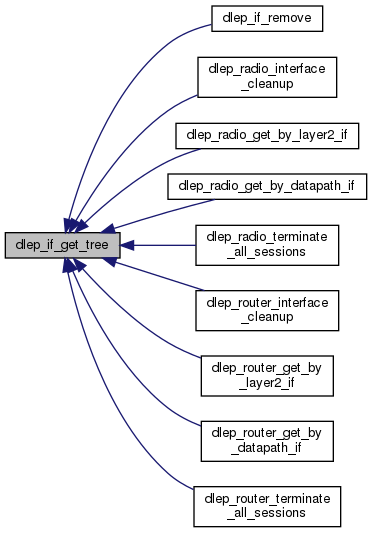 dlep_if_remove
dlep_radio_interface
_cleanup
dlep_radio_get_by_layer2_if
dlep_radio_get_by_datapath_if
dlep_if_get_tree
dlep_radio_terminate
_all_sessions
dlep_router_interface
_cleanup
dlep_router_get_by
_layer2_if
dlep_router_get_by
_datapath_if
dlep_router_terminate
_all_sessions